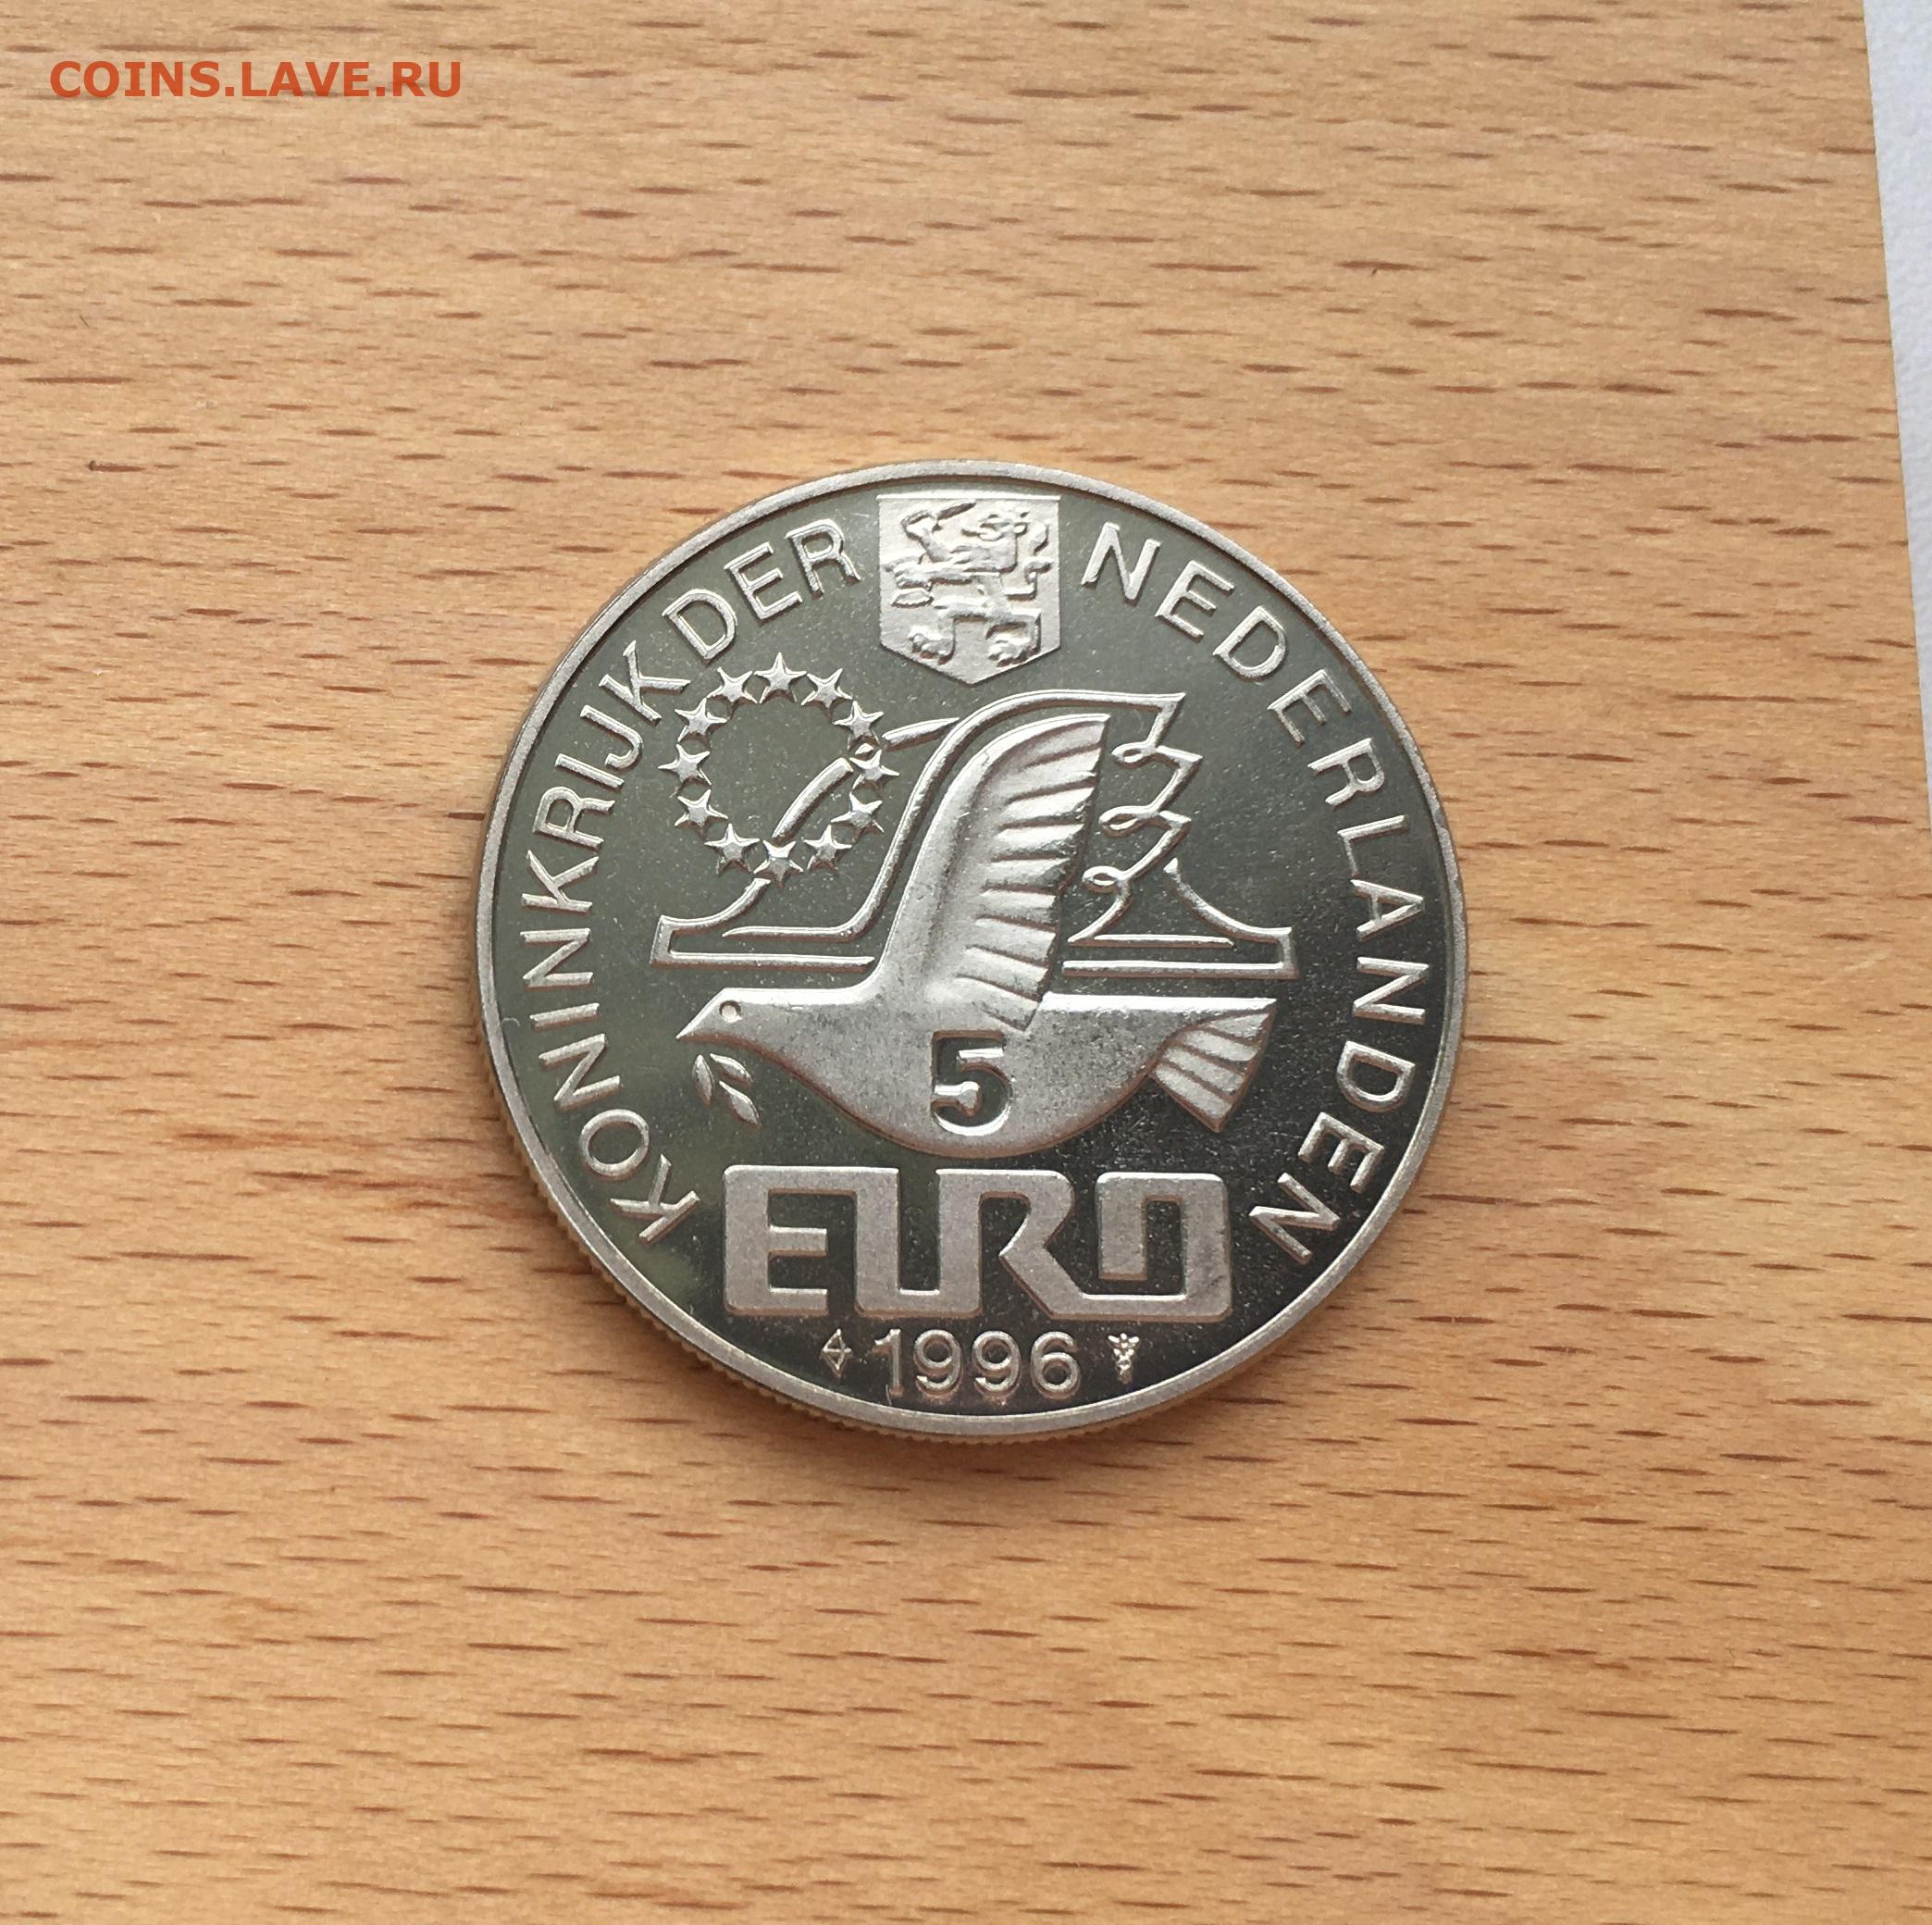 COINS.LAVE.RU
KONINKRIJK DER NEDERLANDEN
5
EURO
1996